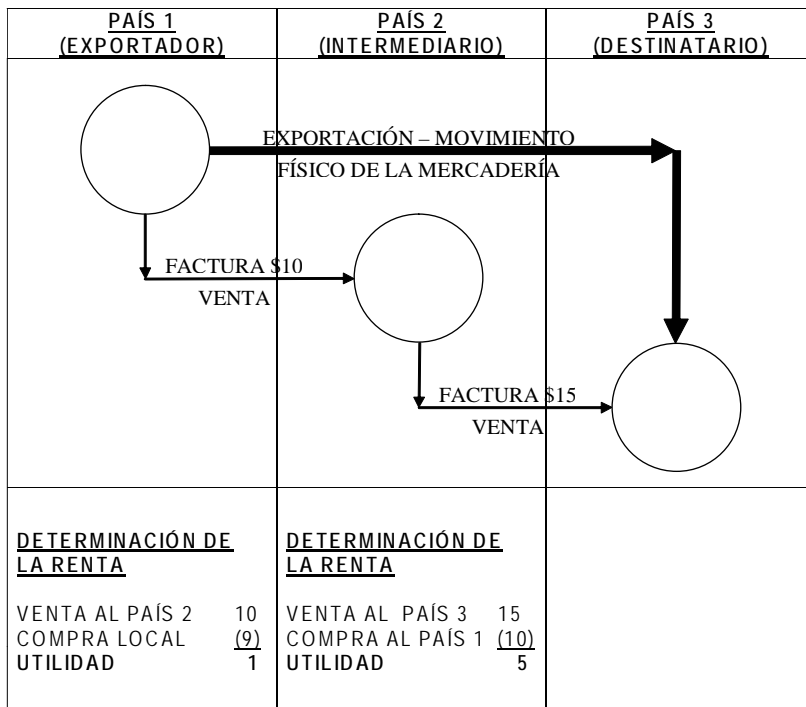 PAÍS 1
(EXPORTADOR)
PAÍS 2
(INTERMEDIARIO)
PAÍS 3
(DESTINATARIO)
EXPORTACIÓN – MOVIMIENTO
FÍSICO DE LA MERCADERÍA
FACTURA $10
VENTA
FACTURA $15
VENTA
DETERMINACIÓN DE
LA RENTA
VENTA AL PAÍS 2 10
COMPRA LOCAL (9)
UTILIDAD 1
DETERMINACIÓN DE
LA RENTA
VENTA AL PAÍS 3 15
COMPRA AL PAÍS 1 (10)
UTILIDAD 5